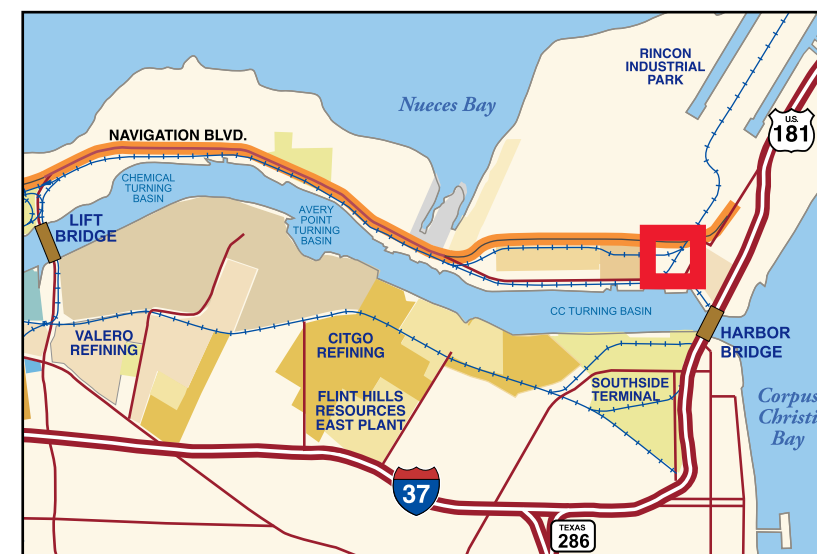 RINCON
INDUSTRIAL
PARK
Nueces Bay
U.S.
181
NAVIGATION BLVD.
CHEMICAL
TURNING
BASIN
AVERY
POINT
TURNING
BASIN
LIFT
BRIDGE
CC TURNING BASIN
VALERO
REFINING
CITGO
REFINING
HARBOR
BRIDGE
FLINT HILLS
RESOURCES
EAST PLANT
SOUTHSIDE
TERMINAL
Corpus
Christi
Bay
37
TEXAS
286